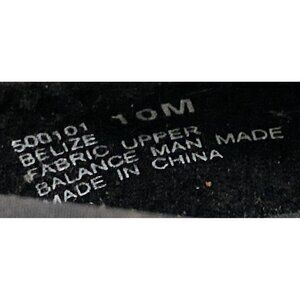 500101 10M
BELIZE
FABRIC UPPER
BALANCE MAN MADE
MADE IN CHINA